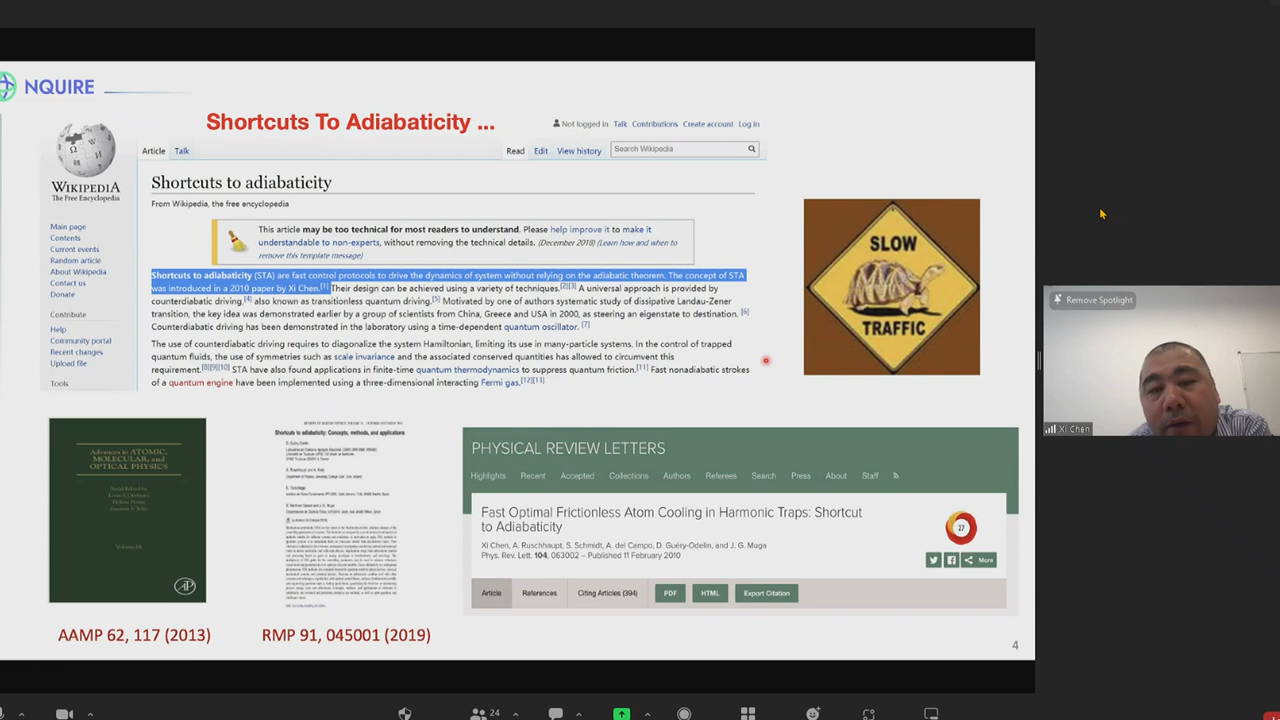 NQUIRE
Shortcuts To Adiabaticity ...
Not logged in Talk Contributions Create account Log in
Article Talk
Read Edit View history Search Wikipedia
WIKIPEDIA
The Free Encyclopedia
Shortcuts to adiabaticity
From Wikipedia, the free encyclopedia
Main page
Contents
Current events
Random article
About Wikipedia
Contact us
Donate
Contribute
Help
Community portal
Recent changes
Upload file
Tools
This article may be too technical for most readers to understand. Please help improve it to make it
understandable to non-experts, without removing the technical details. (December 2018) (Learn how and when to
remove this template message)
Shortcuts to adiabaticity (STA) are fast control protocols to drive the dynamics of system without relying on the adiabatic theorem. The concept of STA
was introduced in a 2010 paper by Xi Chen.[1] Their design can be achieved using a variety of techniques.[2][3] A universal approach is provided by
counterdiabatic driving,[4] also known as transitionless quantum driving.[5] Motivated by one of authors systematic study of dissipative Landau-Zener
transition, the key idea was demonstrated earlier by a group of scientists from China, Greece and USA in 2000, as steering an eigenstate to destination. [6]
Counterdiabatic driving has been demonstrated in the laboratory using a time-dependent quantum oscillator. [7]
The use of counterdiabatic driving requires to diagonalize the system Hamiltonian, limiting its use in many-particle systems. In the control of trapped
quantum fluids, the use of symmetries such as scale invariance and the associated conserved quantities has allowed to circumvent this
requirement.[8][9][10] STA have also found applications in finite-time quantum thermodynamics to suppress quantum friction.[11] Fast nonadiabatic strokes
of a quantum engine have been implemented using a three-dimensional interacting Fermi gas.[12][13]
SLOW
TRAFFIC
Remove Spotlight
Xi Chen
Advances in ATOMIC,
MOLECULAR, and
OPTICAL PHYSICS
AAMP 62, 117 (2013)
Shortcuts to adiabaticity: Concepts, methods, and applications
RMP 91, 045001 (2019)
PHYSICAL REVIEW LETTERS
Highlights Recent Accepted Collections Authors Referees Search Press About Staff
Fast Optimal Frictionless Atom Cooling in Harmonic Traps: Shortcut
to Adiabaticity
Xi Chen, A. Ruschhaupt, S. Schmidt, A. del Campo, D. Guéry-Odelin, and J. G. Muga
Phys. Rev. Lett. 104, 063002 – Published 11 February 2010
27
More
Article References Citing Articles (394) PDF HTML Export Citation
4
24